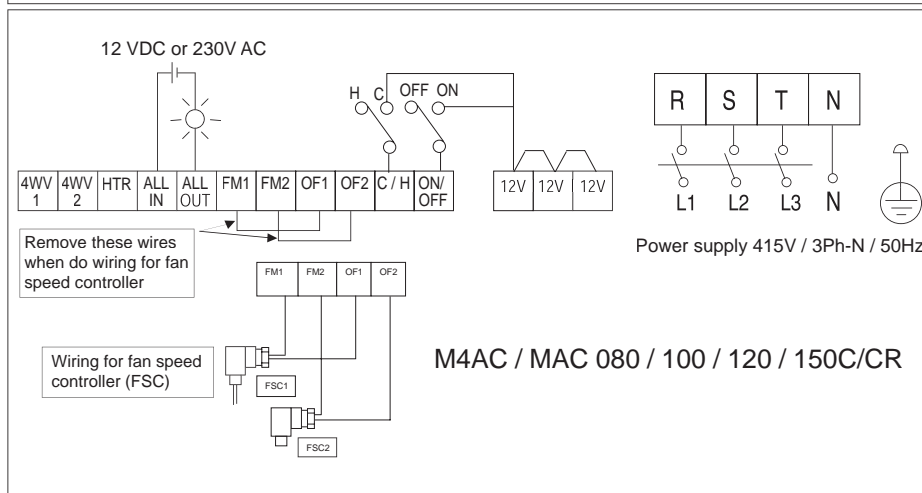 12 VDC or 230V AC
H C OFF ON
4WV 1 4WV 2 HTR ALL IN ALL OUT FM1 FM2 OF1 OF2 C / H ON/ OFF
12V 12V 12V
R S T N
L1 L2 L3 N
Power supply 415V / 3Ph-N / 50Hz
Remove these wires
when do wiring for fan
speed controller
FM1 FM2 OF1 OF2
Wiring for fan speed
controller (FSC)
FSC1
FSC2
M4AC / MAC 080 / 100 / 120 / 150C/CR